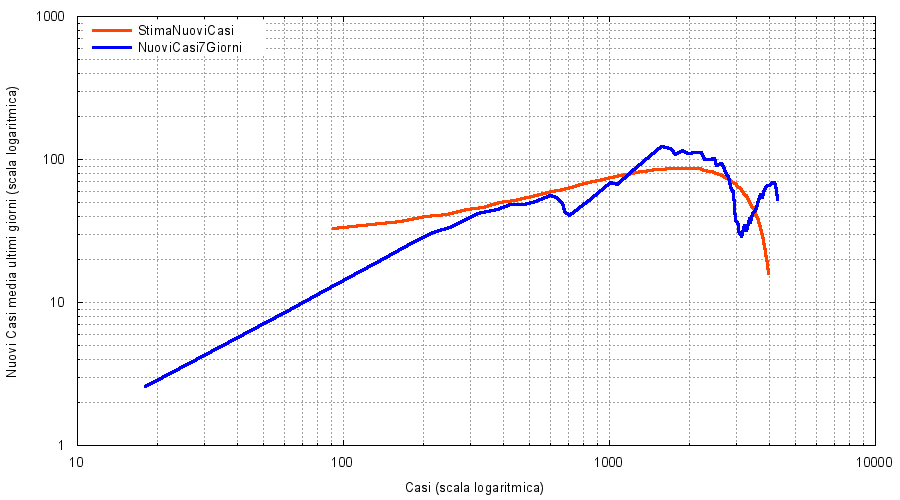 1000
StimaNuoviCasi
NuoviCasi7Giorni
100
10
1
10
100
1000
10000
Nuovi Casi media ultimi giorni (scala logaritmica)
Casi (scala logaritmica)